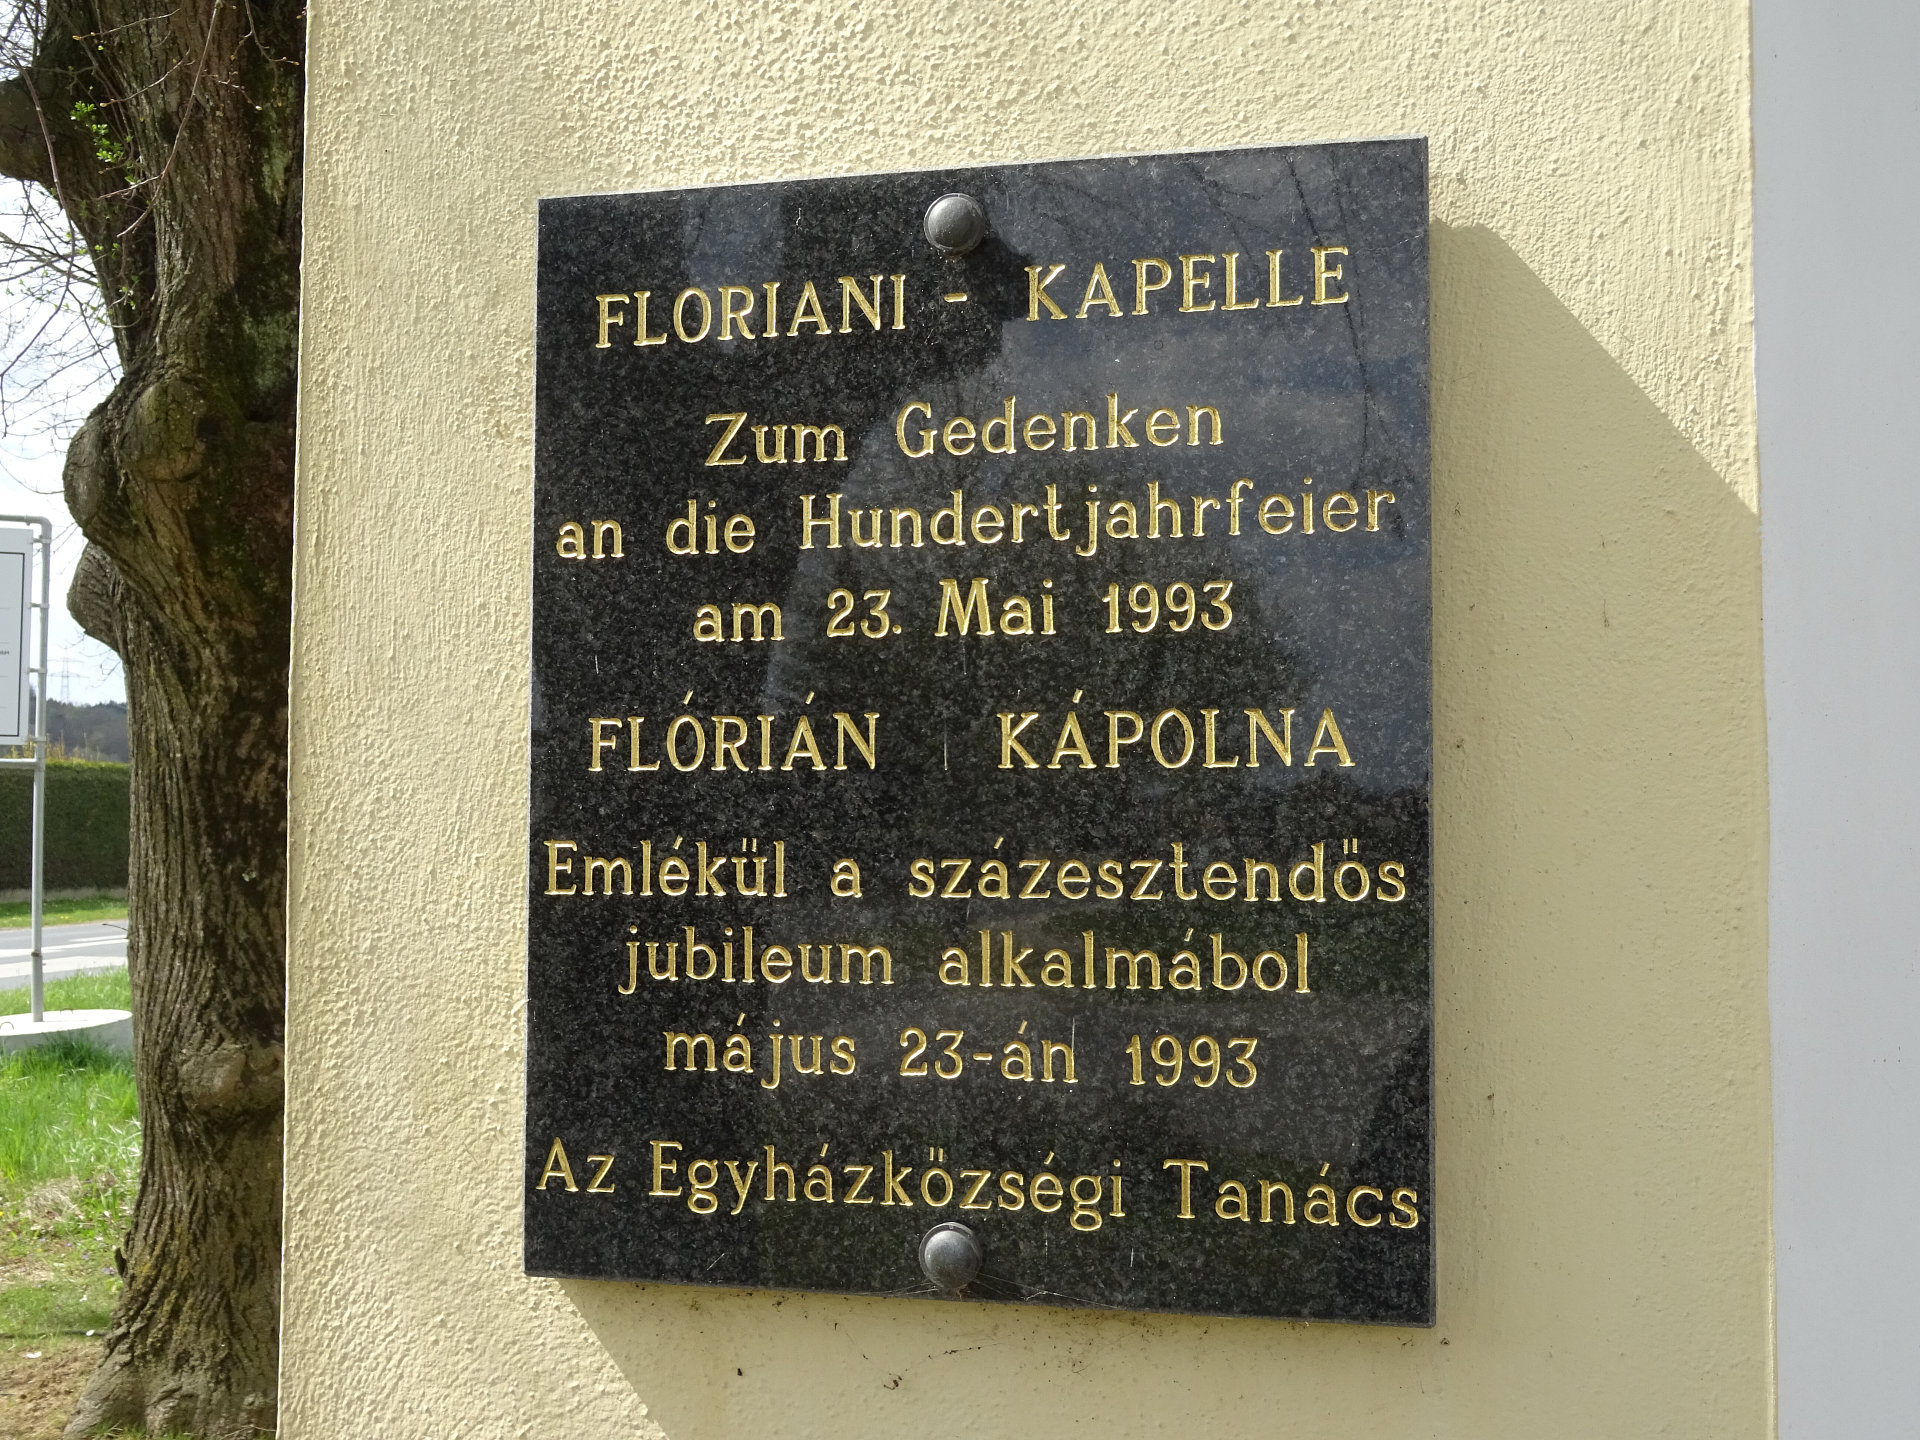 FLORIANI - KAPELLE
Zum Gedenken
an die Hundertjahrfeier
am 23. Mai 1993
FLÓRIÁN KÁPOLNA
Emlékül a százesztendős
jubileum alkalmából
május 23-án 1993
Az Egyházközségi Tanács